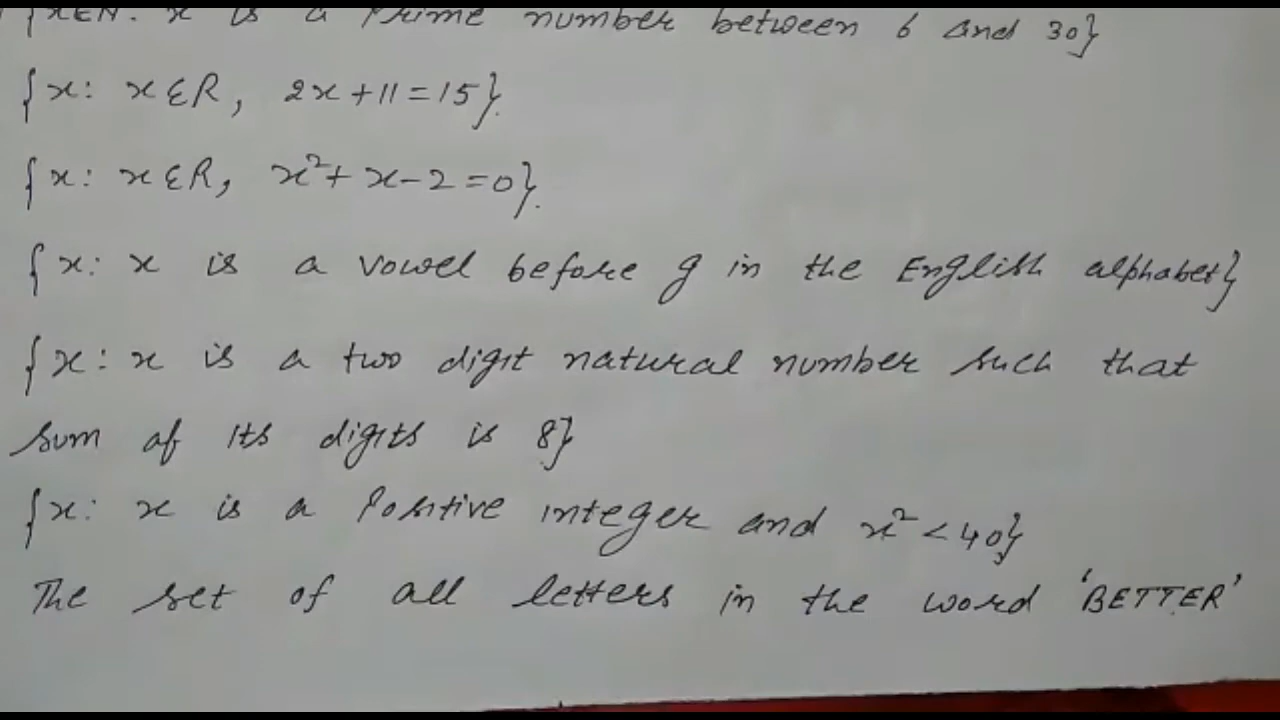 {x∈N: x is a Prime number between 6 and 30}
{x: x∈R, 2x+11=15}.
{x: x∈R, x²+x-2=0}.
{x: x is a vowel before g in the English alphabet}
{x: x is a two digit natural number such that
sum of its digits is 8}
{x: x is a Positive integer and x²<40}
The set of all letters in the word 'BETTER'